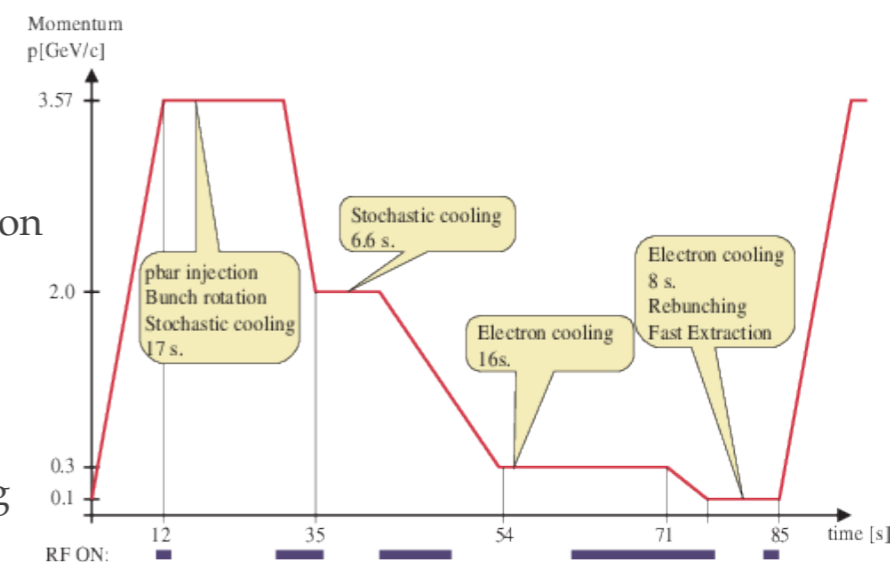 Momentum
p[GeV/c]
3.57
on
Stochastic cooling
6.6 s.
pbar injection
Bunch rotation
Stochastic cooling
17 s.
Electron cooling
8 s.
Rebunching
Fast Extraction
2.0
Electron cooling
16s.
0.3
g
0.1
12 35 54 71 85 time [s]
RF ON: